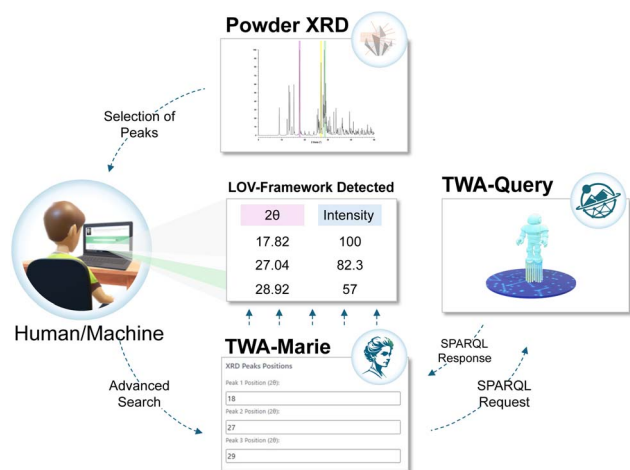 Powder XRD
Selection of
Peaks
LOV-Framework Detected
2θ Intensity
17.82 100
27.04 82.3
28.92 57
TWA-Query
Human/Machine
Advanced
Search
TWA-Marie
XRD Peaks Positions
Peak 1 Position (2θ):
18
Peak 2 Position (2θ):
27
Peak 3 Position (2θ):
29
SPARQL
Response
SPARQL
Request